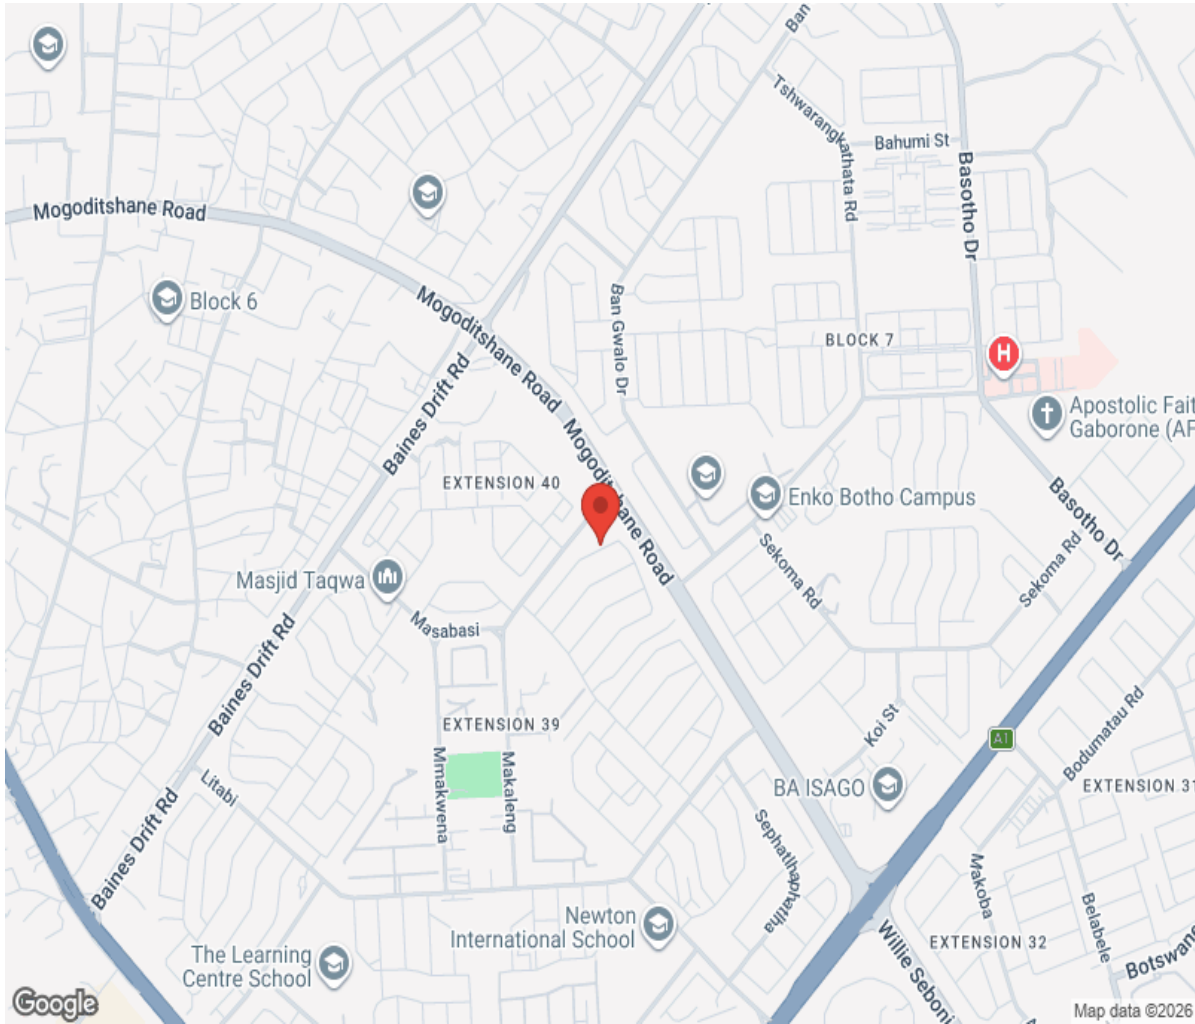 Ban
Tshwarangkathata Rd
Bahumi St
Basotho Dr
Mogoditshane Road
Block 6
Mogoditshane Road
Ban Gwalo Dr
BLOCK 7
H
Baines Drift Rd
Apostolic Fait
Gaborone (AF
Mogoditshane Road
EXTENSION 40
Enko Botho Campus
Basotho Dr
Sekoma Rd
Sekoma Rd
Masjid Taqwa
Masabasi
Baines Drift Rd
EXTENSION 39
Koi St
A1
Bodumatau Rd
Mmakwena
Makaleng
Litabi
BA ISAGO
EXTENSION 31
Baines Drift Rd
Sephatlhaphatlha
Makoba
Belabele
Newton
International School
Willie Seboni
EXTENSION 32
Botswana
The Learning
Centre School
Google
Map data ©2026